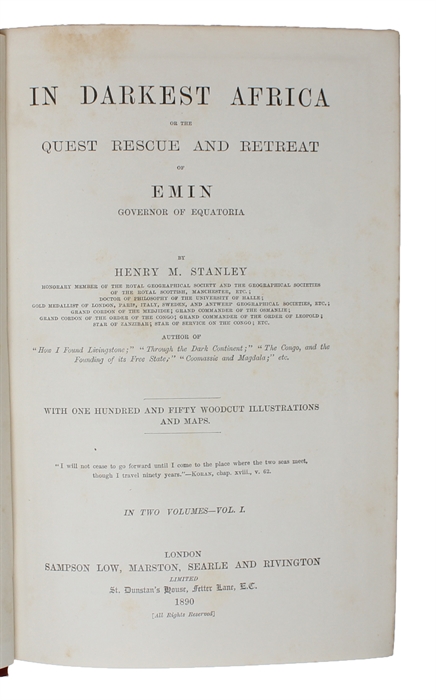 IN DARKEST AFRICA
OR THE
QUEST RESCUE AND RETREAT
OF
EMIN
GOVERNOR OF EQUATORIA
BY
HENRY M. STANLEY
HONORARY MEMBER OF THE ROYAL GEOGRAPHICAL SOCIETY AND THE GEOGRAPHICAL SOCIETIES
OF THE ROYAL SCOTTISH, MANCHESTER, ETC.;
DOCTOR OF PHILOSOPHY OF THE UNIVERSITY OF HALLE;
GOLD MEDALLIST OF LONDON, PARIS, ITALY, SWEDEN, AND ANTWERP GEOGRAPHICAL SOCIETIES, ETC.;
GRAND CORDON OF THE MEDJIDIE; GRAND COMMANDER OF THE OSMANLIE;
GRAND CORDON OF THE ORDER OF THE CONGO; GRAND COMMANDER OF THE ORDER OF LEOPOLD;
STAR OF ZANZIBAR; STAR OF SERVICE ON THE CONGO; ETC.
AUTHOR OF
"How I Found Livingstone;" "Through the Dark Continent;" "The Congo, and the
Founding of its Free State;" "Coomassie and Magdala;" etc.
WITH ONE HUNDRED AND FIFTY WOODCUT ILLUSTRATIONS
AND MAPS.
"I will not cease to go forward until I come to the place where the two seas meet,
though I travel ninety years."—KORAN, chap. xviii., v. 62.
IN TWO VOLUMES—VOL. I.
LONDON
SAMPSON LOW, MARSTON, SEARLE AND RIVINGTON
LIMITED
St. Dunstan's House, Fetter Lane, E.C.
1890
[All Rights Reserved]